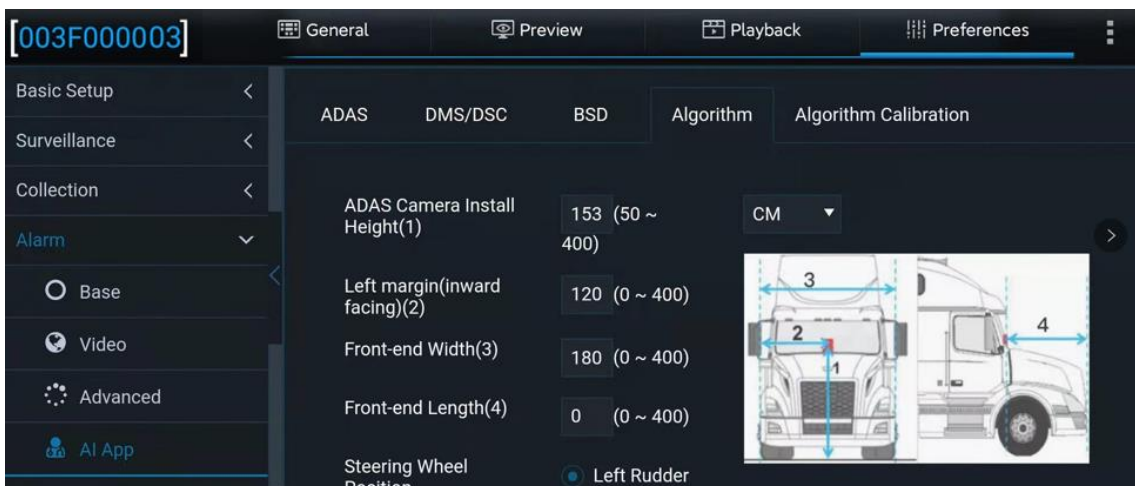 [003F000003]
General
Preview
Playback
Preferences
Basic Setup
Surveillance
Collection
Alarm
Base
Video
Advanced
AI App
ADAS
DMS/DSC
BSD
Algorithm
Algorithm Calibration
ADAS Camera Install
Height(1)
153 (50 ~
400)
CM
Left margin(inward
facing)(2)
120 (0 ~ 400)
Front-end Width(3)
180 (0 ~ 400)
Front-end Length(4)
0 (0 ~ 400)
Steering Wheel
Position
Left Rudder
3
2
1
4